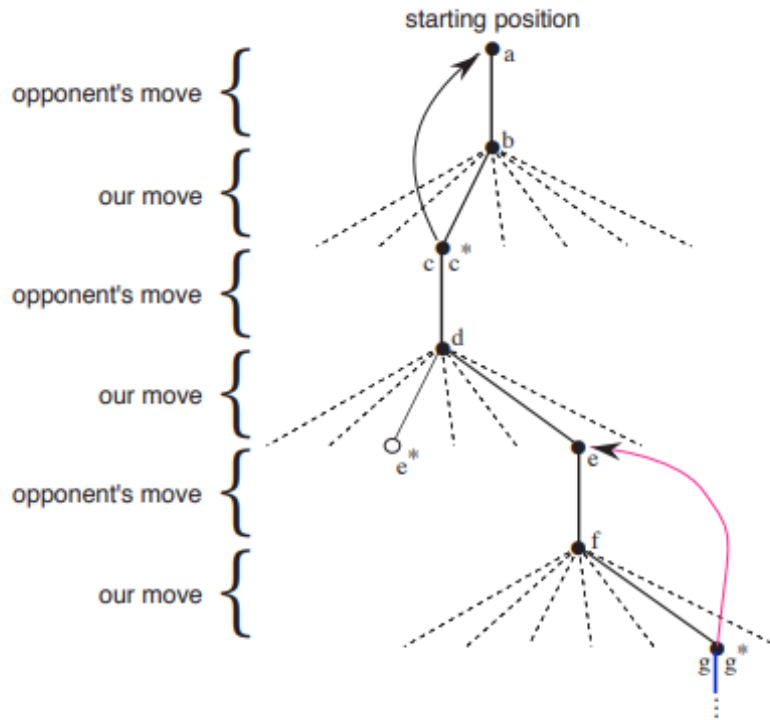 starting position
a
opponent's move
b
our move
c c*
opponent's move
d
our move
e* e
opponent's move
f
our move
g g*
...